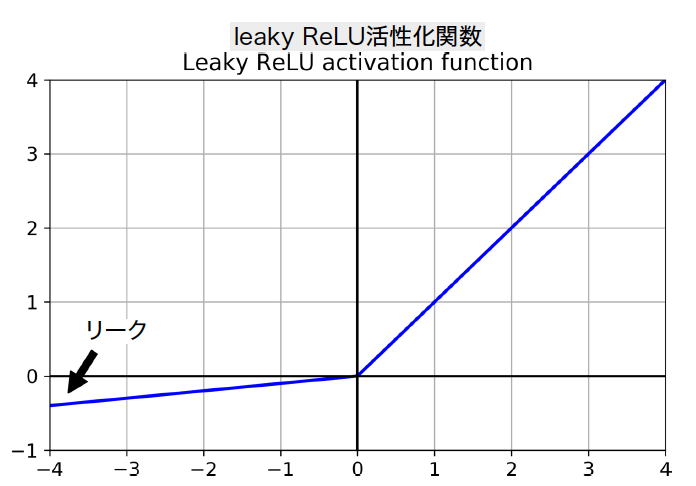 leaky ReLU活性化関数
Leaky ReLU activation function
4
3
2
1
リーク
0
−1
−4 −3 −2 −1 0 1 2 3 4